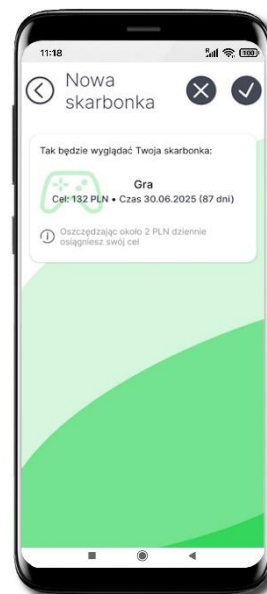 11:18
100
Nowa
skarbonka
Tak będzie wyglądać Twoja skarbonka:
Gra
Cel: 132 PLN • Czas 30.06.2025 (87 dni)
Oszczędzając około 2 PLN dziennie
osiągniesz swój cel